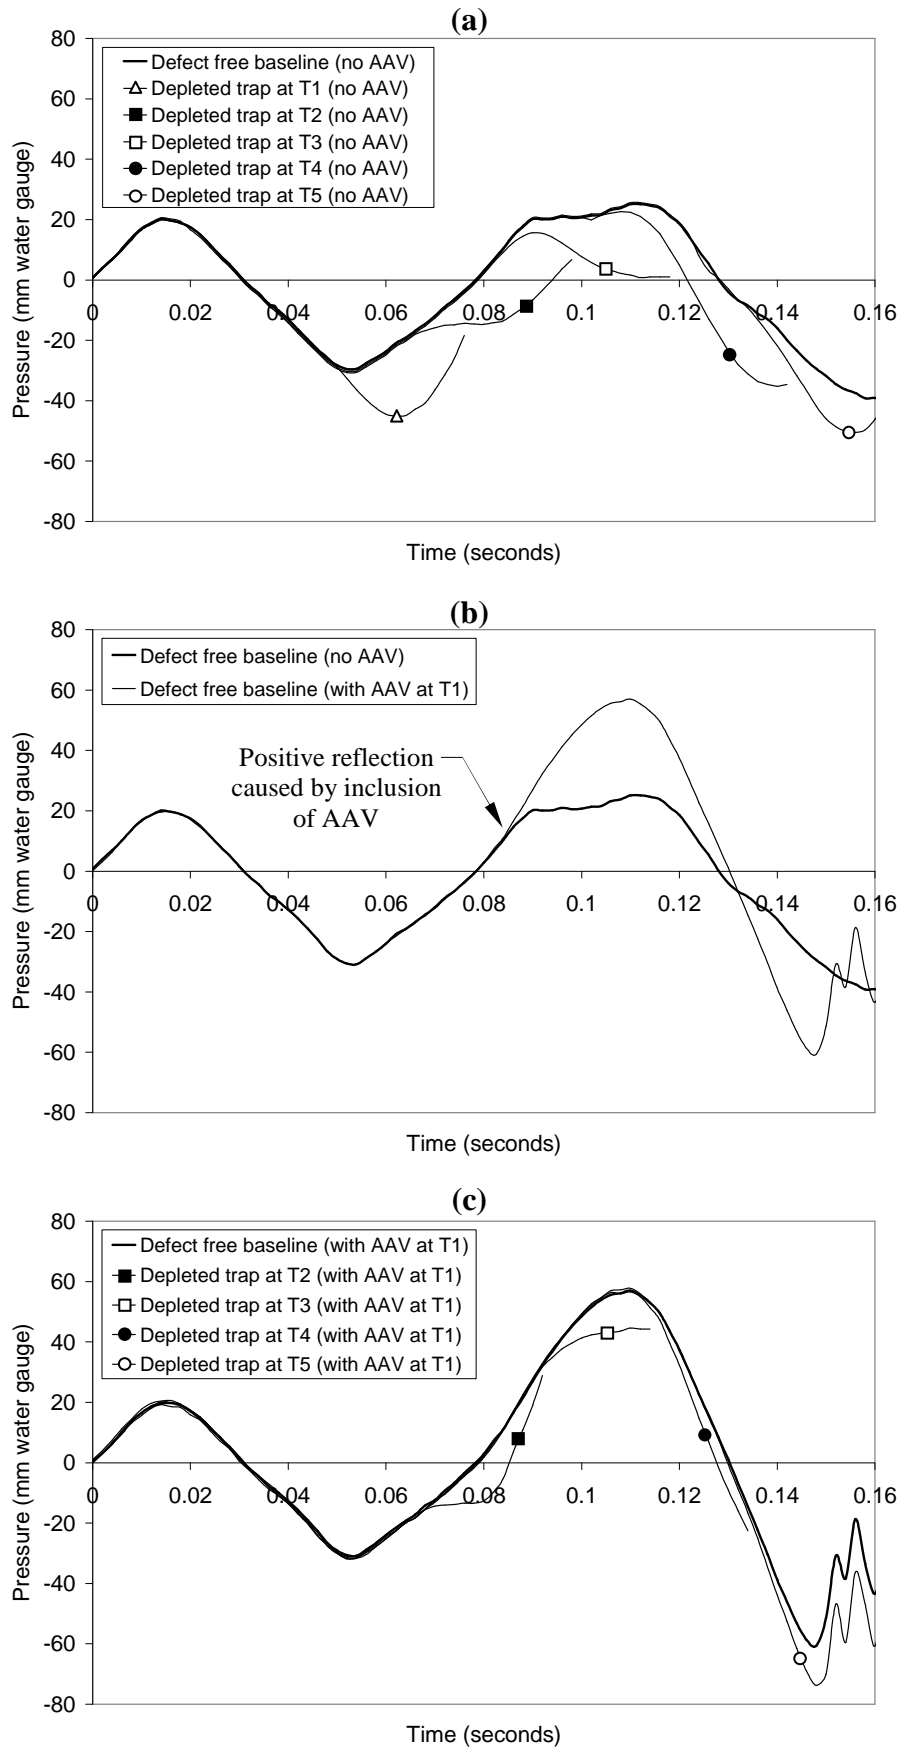 (a)
80
60
40
20
0
-20
-40
-60
-80
Pressure (mm water gauge)
Defect free baseline (no AAV)
Depleted trap at T1 (no AAV)
Depleted trap at T2 (no AAV)
Depleted trap at T3 (no AAV)
Depleted trap at T4 (no AAV)
Depleted trap at T5 (no AAV)
0 0.02 0.04 0.06 0.08 0.1 0.12 0.14 0.16
Time (seconds)
(b)
80
60
40
20
0
-20
-40
-60
-80
Pressure (mm water gauge)
Defect free baseline (no AAV)
Defect free baseline (with AAV at T1)
Positive reflection
caused by inclusion
of AAV
0 0.02 0.04 0.06 0.08 0.1 0.12 0.14 0.16
Time (seconds)
(c)
80
60
40
20
0
-20
-40
-60
-80
Pressure (mm water gauge)
Defect free baseline (with AAV at T1)
Depleted trap at T2 (with AAV at T1)
Depleted trap at T3 (with AAV at T1)
Depleted trap at T4 (with AAV at T1)
Depleted trap at T5 (with AAV at T1)
0 0.02 0.04 0.06 0.08 0.1 0.12 0.14 0.16
Time (seconds)